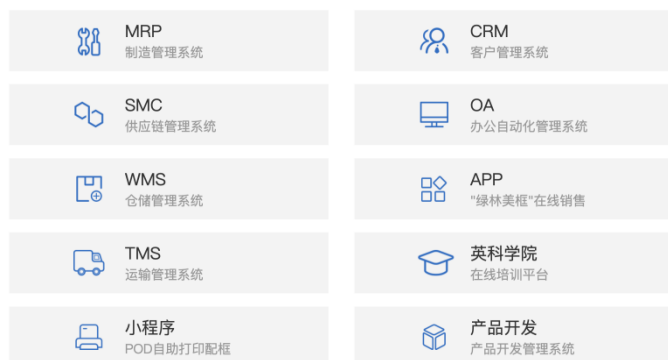 MRP
制造管理系统
CRM
客户管理系统
SMC
供应链管理系统
OA
办公自动化管理系统
WMS
仓储管理系统
APP
"绿林美框"在线销售
TMS
运输管理系统
英科学院
在线培训平台
小程序
POD自助打印配框
产品开发
产品开发管理系统